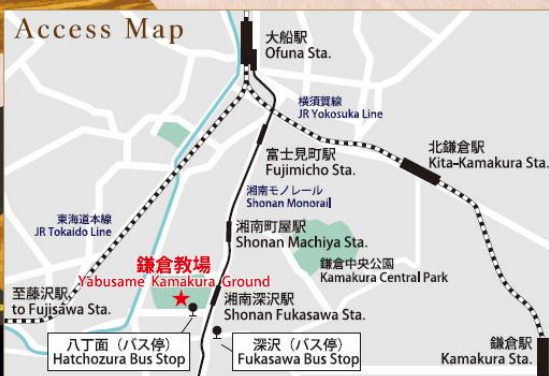 Access Map
大船駅
Ofuna Sta.
横須賀線
JR Yokosuka Line
北鎌倉駅
Kita-Kamakura Sta.
富士見町駅
Fujimicho Sta.
湘南モノレール
Shonan Monorail
東海道本線
JR Tokaido Line
湘南町屋駅
Shonan Machiya Sta.
鎌倉中央公園
Kamakura Central Park
鎌倉教場
Yabusame Kamakura Ground
至藤沢駅
to Fujisawa Sta.
湘南深沢駅
Shonan Fukasawa Sta.
八丁面（バス停）
Hatchozura Bus Stop
深沢（バス停）
Fukasawa Bus Stop
鎌倉駅
Kamakura Sta.